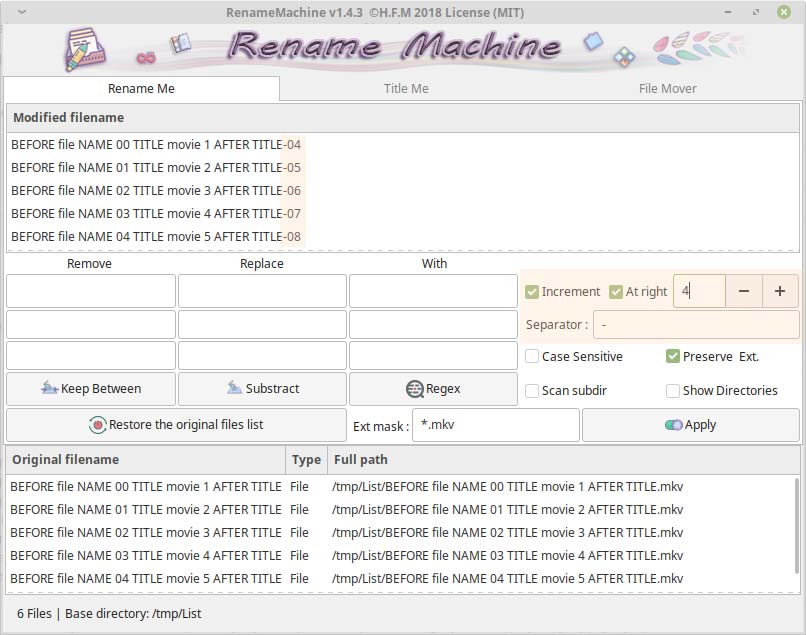 RenameMachine v1.4.3 ©H.F.M 2018 License (MIT)
Rename Machine
Rename Me Title Me File Mover
Modified filename
BEFORE file NAME 00 TITLE movie 1 AFTER TITLE-04
BEFORE file NAME 01 TITLE movie 2 AFTER TITLE-05
BEFORE file NAME 02 TITLE movie 3 AFTER TITLE-06
BEFORE file NAME 03 TITLE movie 4 AFTER TITLE-07
BEFORE file NAME 04 TITLE movie 5 AFTER TITLE-08
Remove Replace With
Increment At right 4 − +
Separator : -
Case Sensitive Preserve Ext.
Keep Between Substract Regex Scan subdir Show Directories
Restore the original files list Ext mask : *.mkv Apply
Original filename Type Full path
BEFORE file NAME 00 TITLE movie 1 AFTER TITLE File /tmp/List/BEFORE file NAME 00 TITLE movie 1 AFTER TITLE.mkv
BEFORE file NAME 01 TITLE movie 2 AFTER TITLE File /tmp/List/BEFORE file NAME 01 TITLE movie 2 AFTER TITLE.mkv
BEFORE file NAME 02 TITLE movie 3 AFTER TITLE File /tmp/List/BEFORE file NAME 02 TITLE movie 3 AFTER TITLE.mkv
BEFORE file NAME 03 TITLE movie 4 AFTER TITLE File /tmp/List/BEFORE file NAME 03 TITLE movie 4 AFTER TITLE.mkv
BEFORE file NAME 04 TITLE movie 5 AFTER TITLE File /tmp/List/BEFORE file NAME 04 TITLE movie 5 AFTER TITLE.mkv
6 Files | Base directory: /tmp/List